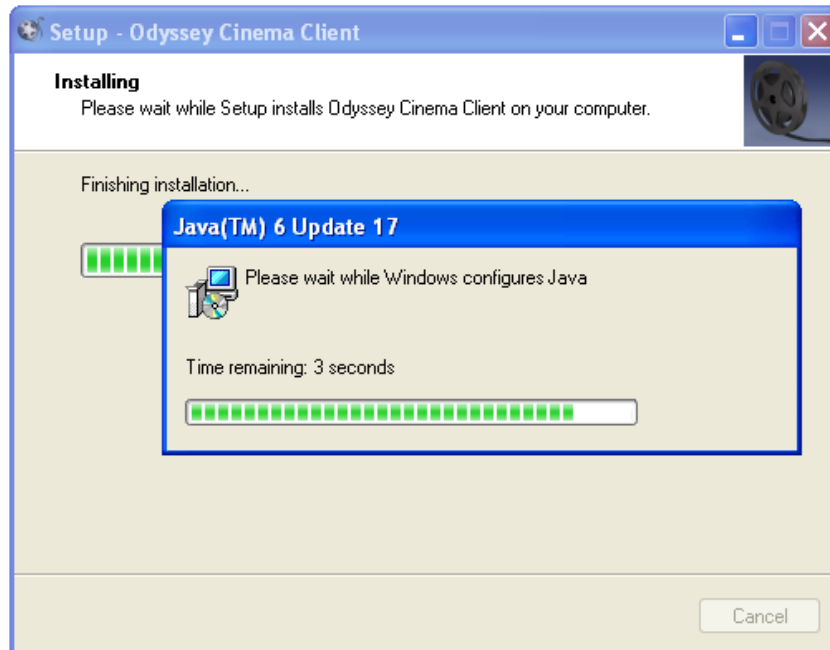 Setup - Odyssey Cinema Client
Installing
Please wait while Setup installs Odyssey Cinema Client on your computer.
Finishing installation...
Java(TM) 6 Update 17
Please wait while Windows configures Java
Time remaining: 3 seconds
Cancel